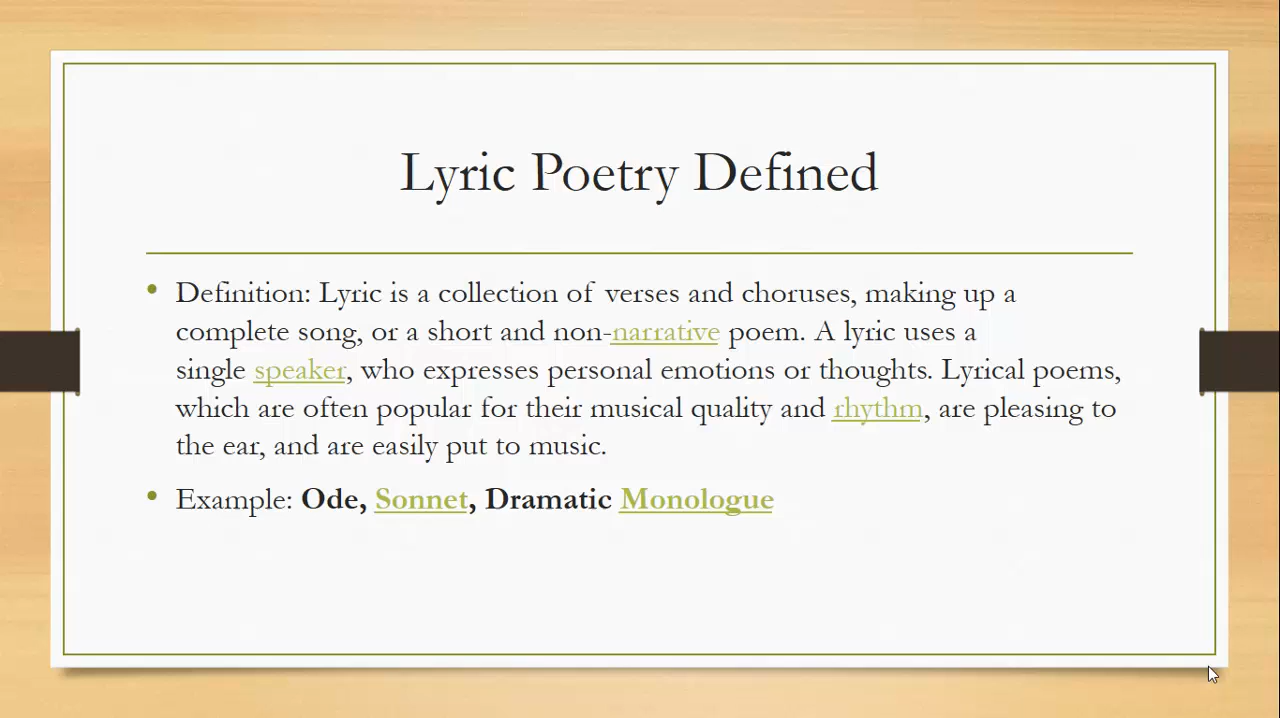 Lyric Poetry Defined
• Definition: Lyric is a collection of verses and choruses, making up a
complete song, or a short and non-narrative poem. A lyric uses a
single speaker, who expresses personal emotions or thoughts. Lyrical poems,
which are often popular for their musical quality and rhythm, are pleasing to
the ear, and are easily put to music.
• Example: Ode, Sonnet, Dramatic Monologue